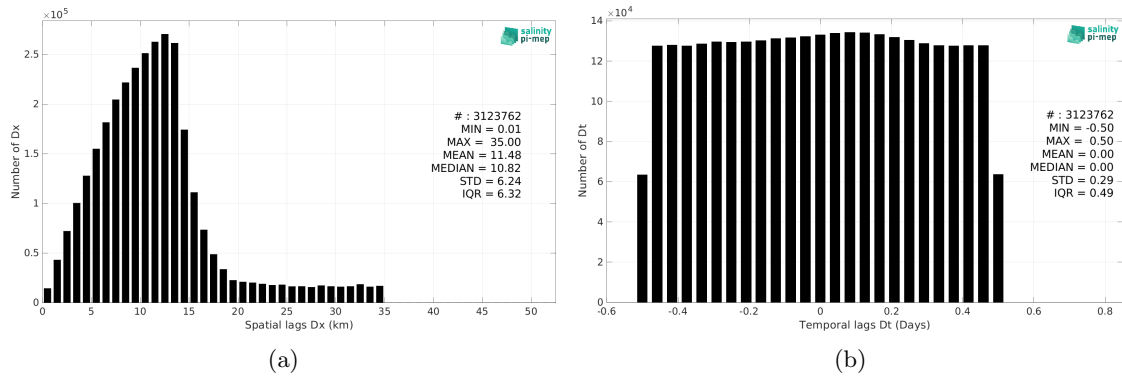 ×10⁵
2.5
2
1.5
1
0.5
0
0 5 10 15 20 25 30 35 40 45 50
Number of Dx
Spatial lags Dx (km)
salinity
pi-mep
# : 3123762
MIN = 0.01
MAX = 35.00
MEAN = 11.48
MEDIAN = 10.82
STD = 6.24
IQR = 6.32
(a)
×10⁴
14
12
10
8
6
4
2
0
-0.6 -0.4 -0.2 0 0.2 0.4 0.6 0.8
Number of Dt
Temporal lags Dt (Days)
salinity
pi-mep
# : 3123762
MIN = -0.50
MAX = 0.50
MEAN = 0.00
MEDIAN = 0.00
STD = 0.29
IQR = 0.49
(b)